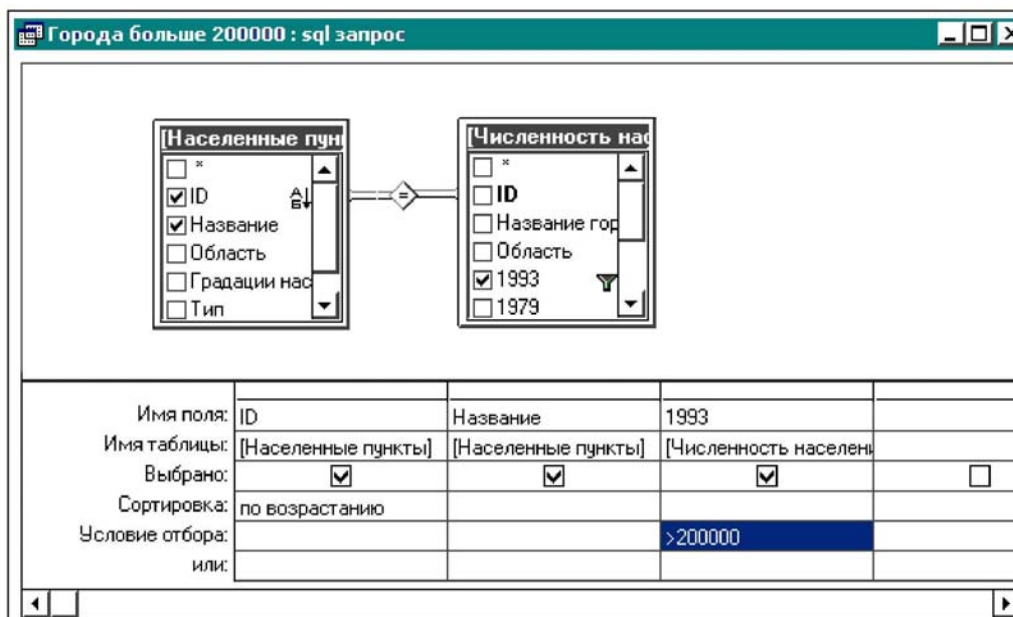 Города больше 200000 : sql запрос
[Населенные пун
*
ID
Название
Область
Градации нас
Тип
=
[Численность нас
*
ID
Название гор
Область
1993
1979
Имя поля: ID Название 1993
Имя таблицы: [Населенные пункты] [Населенные пункты] [Численность населени
Выбрано:
Сортировка: по возрастанию
Условие отбора: >200000
или: